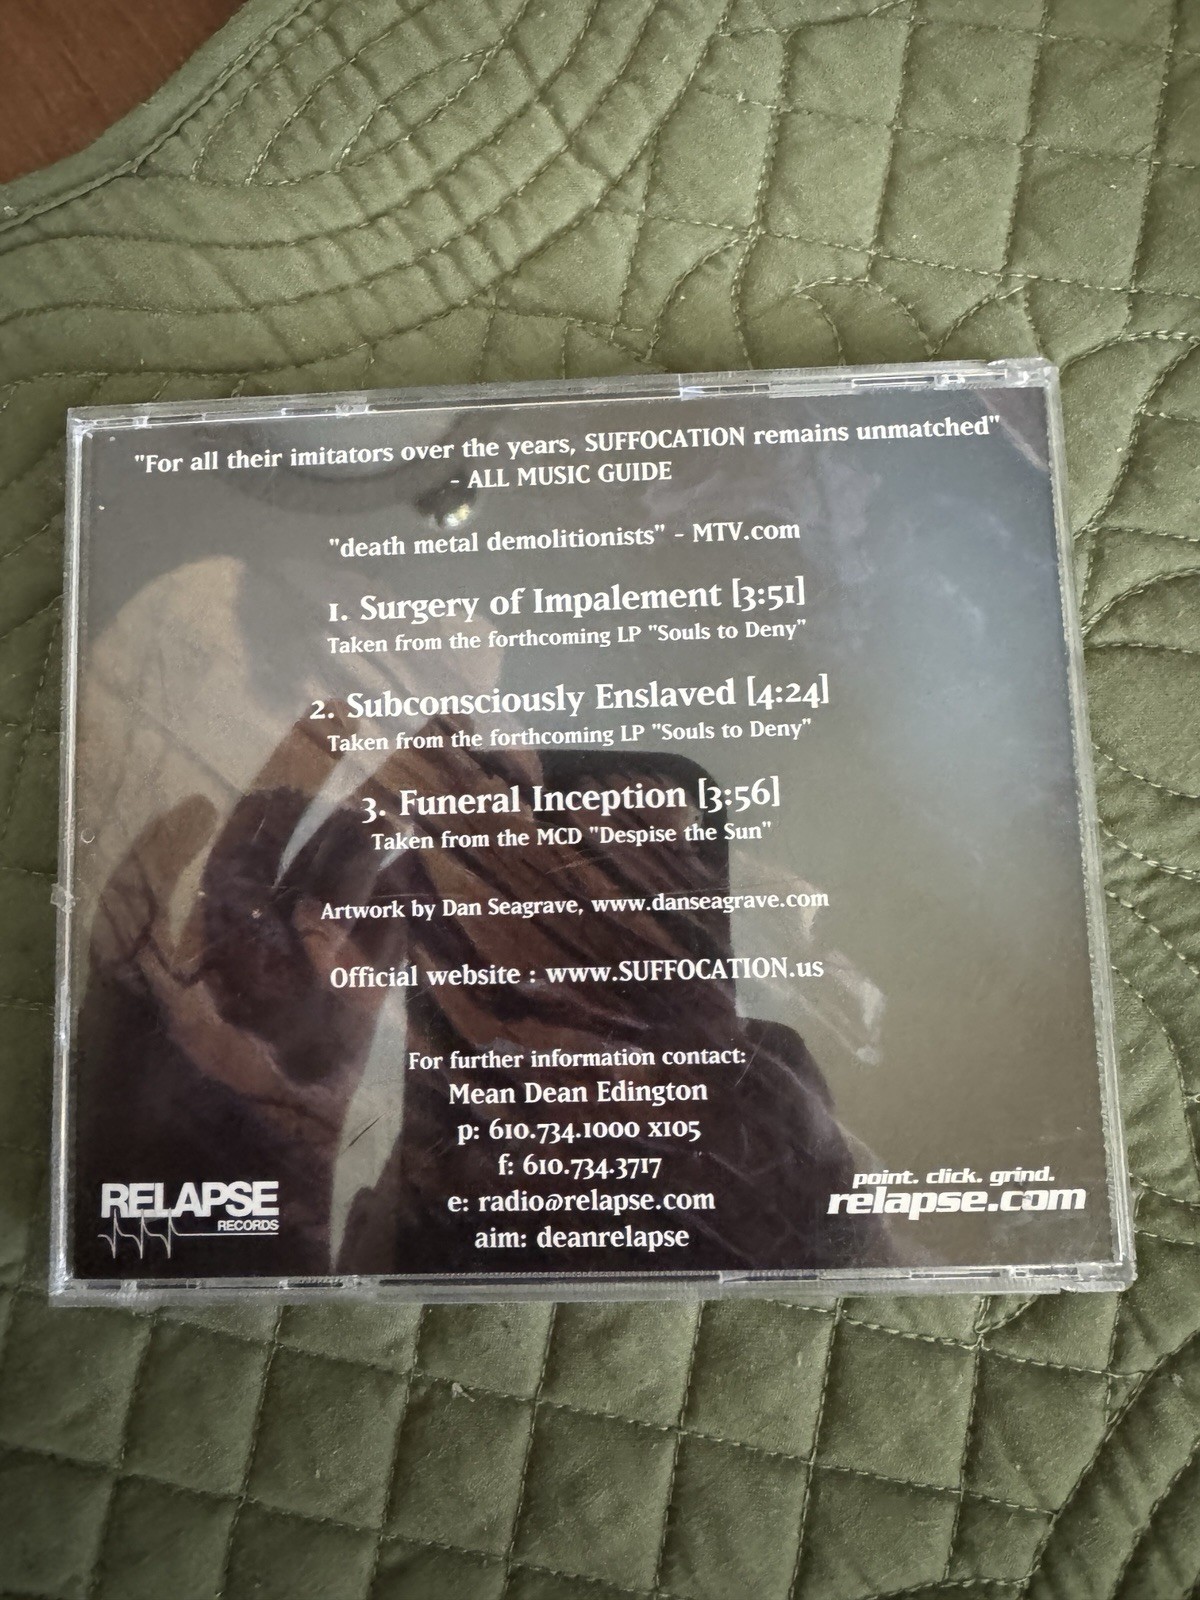 "For all their imitators over the years, SUFFOCATION remains unmatched"
- ALL MUSIC GUIDE
"death metal demolitionists" - MTV.com
1. Surgery of Impalement [3:51]
Taken from the forthcoming LP "Souls to Deny"
2. Subconsciously Enslaved [4:24]
Taken from the forthcoming LP "Souls to Deny"
3. Funeral Inception [3:56]
Taken from the MCD "Despise the Sun"
Artwork by Dan Seagrave, www.danseagrave.com
Official website : www.SUFFOCATION.us
For further information contact:
Mean Dean Edington
p: 610.734.1000 x105
f: 610.734.3717
e: radio@relapse.com
aim: deanrelapse
RELAPSE
RECORDS
point. click. grind.
relapse.com